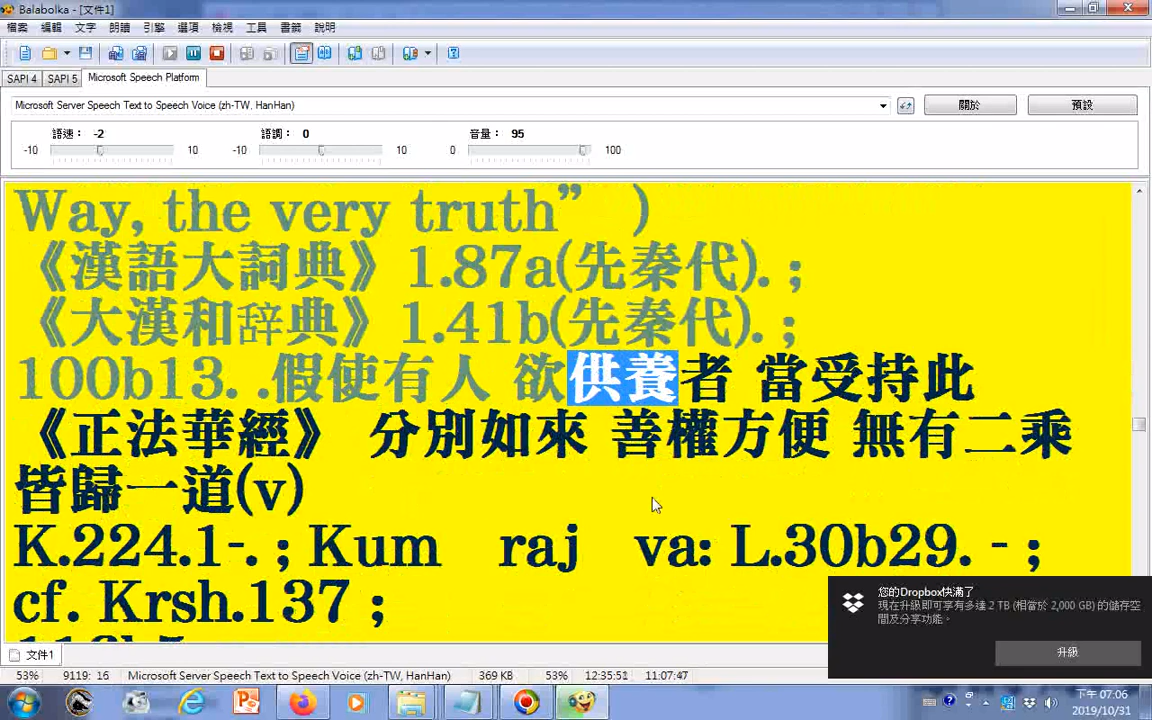 Balabolka - [文件1]
檔案 編輯 文字 朗讀 引擎 選項 檢視 工具 書籤 說明
SAPI 4 SAPI 5 Microsoft Speech Platform
Microsoft Server Speech Text to Speech Voice (zh-TW, HanHan) 關於 預設
語速： -2 語調： 0 音量： 95
-10 10 -10 10 0 100
Way, the very truth” )
《漢語大詞典》 1.87a(先秦代). ;
《大漢和辞典》 1.41b(先秦代). ;
100b13. .假使有人 欲供養者 當受持此
《正法華經》 分別如來 善權方便 無有二乘
皆歸一道(v)
K.224.1-. ; Kum raj va: L.30b29. - ;
cf. Krsh.137 ;
您的Dropbox快滿了
現在升級即可享有多達 2 TB (相當於 2,000 GB) 的儲存空
間及分享功能。
升級
文件1
53% 9119: 16 Microsoft Server Speech Text to Speech Voice (zh-TW, HanHan) 369 KB 53% 12:35:51 11:07:47
下午 07:06
2019/10/31